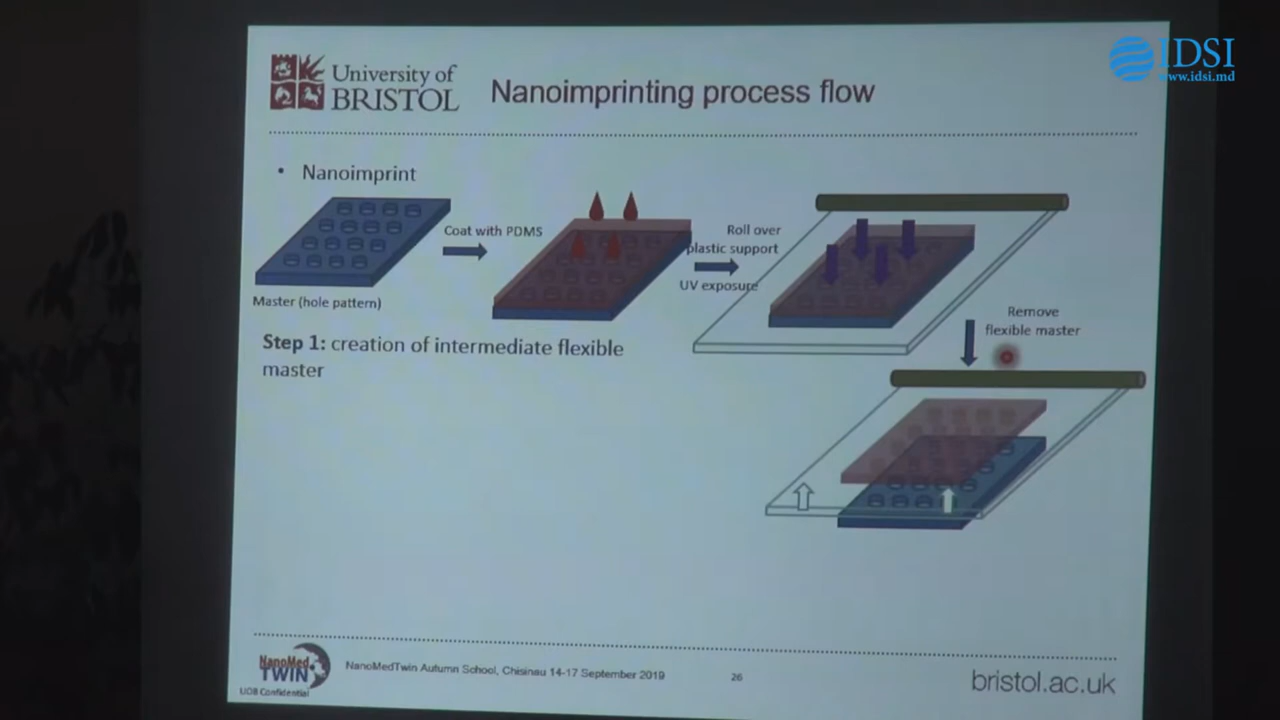 IDSI
www.idsi.md
University of
BRISTOL
Nanoimprinting process flow
• Nanoimprint
Coat with PDMS
Roll over
plastic support
UV exposure
Master (hole pattern)
Remove
flexible master
Step 1: creation of intermediate flexible
master
NanoMed
TWIN
UOB Confidential
NanoMedTwin Autumn School, Chisinau 14-17 September 2019
26
bristol.ac.uk